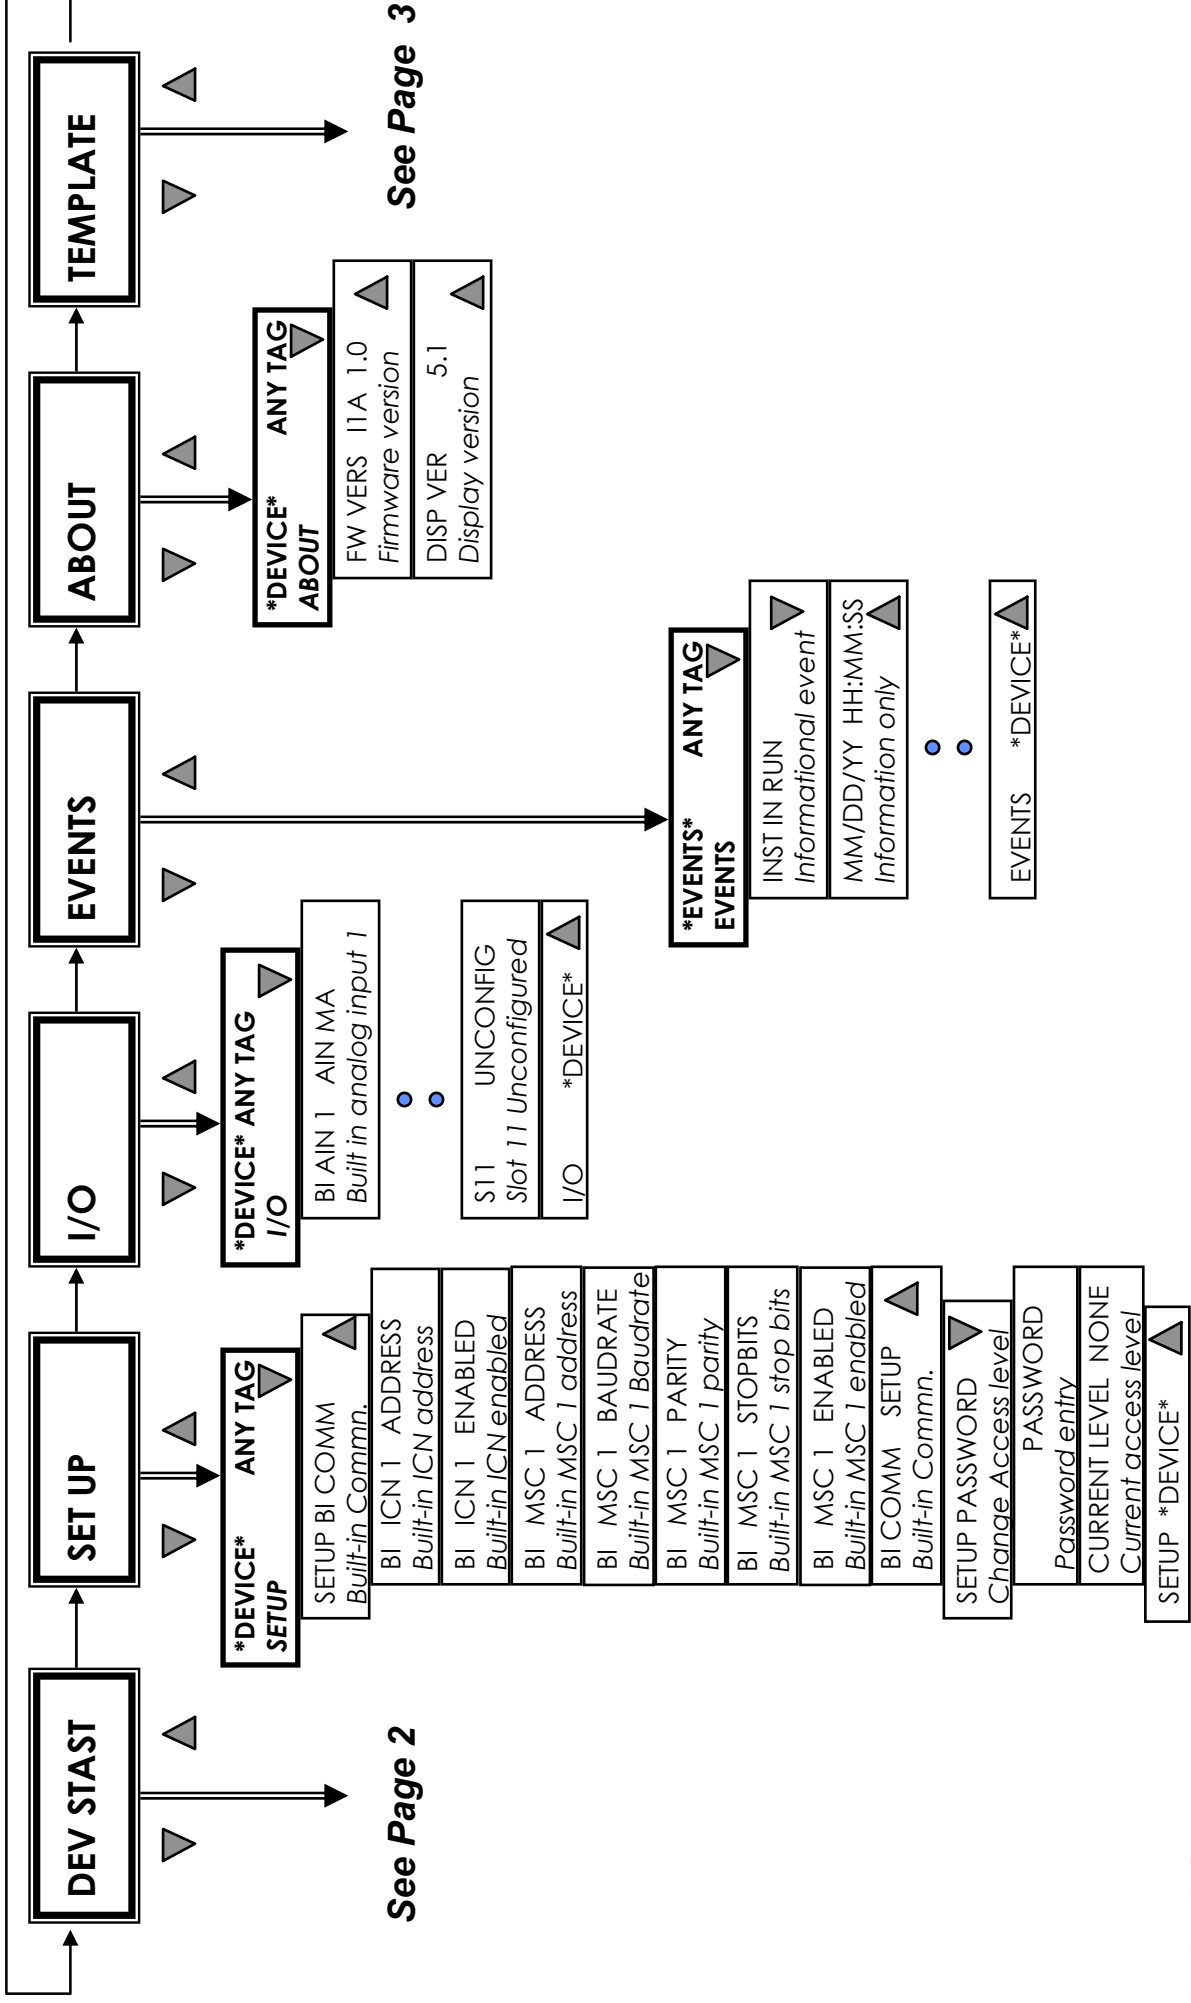 DEV STAST
SET UP
I/O
EVENTS
ABOUT
TEMPLATE
See Page 2
*DEVICE* ANY TAG
SETUP
SETUP BI COMM
Built-in Commn.
BI ICN 1 ADDRESS
Built-in ICN address
BI ICN 1 ENABLED
Built-in ICN enabled
BI MSC 1 ADDRESS
Built-in MSC 1 address
BI MSC 1 BAUDRATE
Built-in MSC 1 Baudrate
BI MSC 1 PARITY
Built-in MSC 1 parity
BI MSC 1 STOPBITS
Built-in MSC 1 stop bits
BI MSC 1 ENABLED
Built-in MSC 1 enabled
BI COMM SETUP
Built-in Commn.
SETUP PASSWORD
Change Access level
PASSWORD
Password entry
CURRENT LEVEL NONE
Current access level
SETUP *DEVICE*
*DEVICE* ANY TAG
I/O
BI AIN 1 AIN MA
Built in analog input 1
S11 UNCONFIG
Slot 11 Unconfigured
I/O *DEVICE*
*EVENTS* ANY TAG
EVENTS
INST IN RUN
Informational event
MM/DD/YY HH:MM:SS
Information only
EVENTS *DEVICE*
*DEVICE* ANY TAG
ABOUT
FW VERS I1A 1.0
Firmware version
DISP VER 5.1
Display version
See Page 3